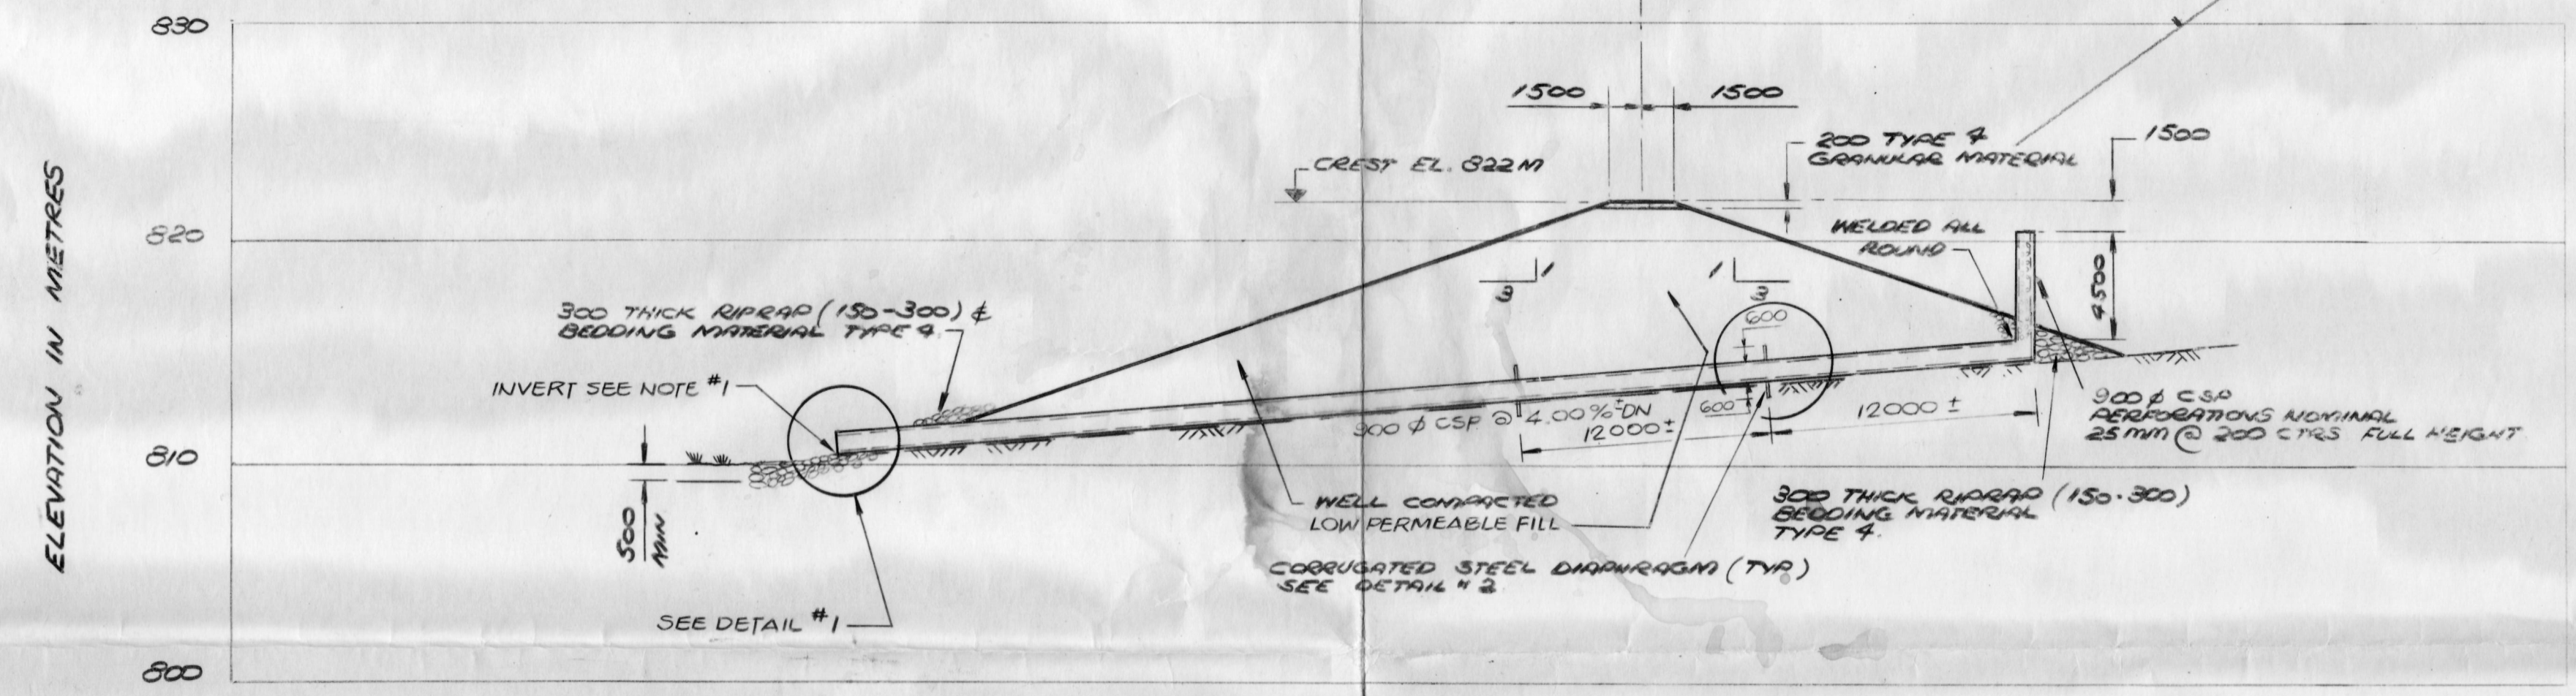 830
820
810
800
ELEVATION IN METRES
1500
1500
200 TYPE 4
GRANULAR MATERIAL
1500
CREST EL. 822M
WELDED ALL
ROUND
1
3
1
3
4500
300 THICK RIPRAP (150-300) &
BEDDING MATERIAL TYPE 4.
INVERT SEE NOTE #1
600
600
900 ϕ CSP @ 4.00%± DN
12000±
12000±
900 ϕ CSP
PERFORATIONS NOMINAL
25 mm @ 200 CTRS FULL HEIGHT
500
MIN
WELL COMPACTED
LOW PERMEABLE FILL
300 THICK RIPRAP (150-300)
BEDDING MATERIAL
TYPE 4.
CORRUGATED STEEL DIAPHRAGM (TYP.)
SEE DETAIL #2
SEE DETAIL #1